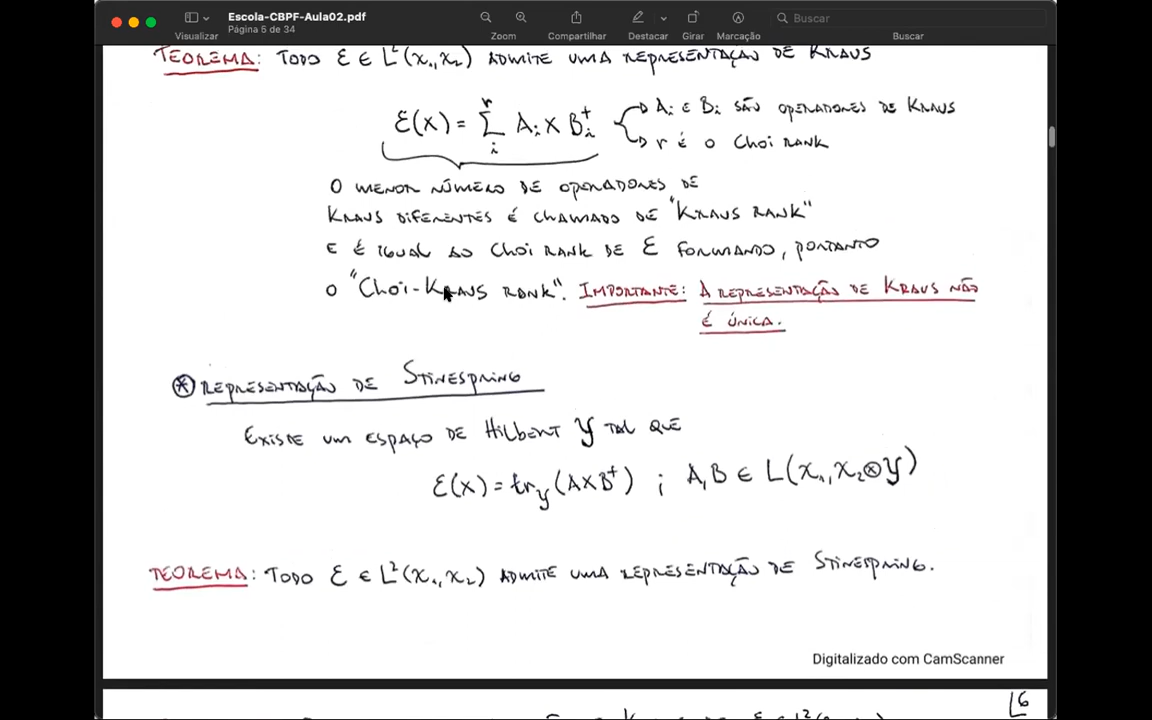 Escola-CBPF-Aula02.pdf
Página 5 de 34
Visualizar
Zoom
Compartilhar
Destacar
Girar
Marcação
Buscar
Buscar
TEOREMA: TODO Ɛ ∈ L²(X₁,X₂) ADMITE UMA REPRESENTAÇÃO DE KRAUS
Ɛ(X) = Σᵢʳ Aᵢ X Bᵢ†
Aᵢ E Bᵢ SÃO OPERADORES DE KRAUS
r É O CHOI RANK
O MENOR NÚMERO DE OPERADORES DE
KRAUS DIFERENTES É CHAMADO DE "KRAUS RANK"
E É IGUAL AO CHOI RANK DE Ɛ FORMANDO, PORTANTO
O "CHOI-KRAUS RANK". IMPORTANTE: A REPRESENTAÇÃO DE KRAUS NÃO
É ÚNICA.
⊛ REPRESENTAÇÃO DE STINESPRING
EXISTE UM ESPAÇO DE HILBERT Y TAL QUE
Ɛ(X) = tr_Y (AXB†) ; A,B ∈ L(X₁,X₂⊗Y)
TEOREMA: TODO Ɛ ∈ L²(X₁,X₂) ADMITE UMA REPRESENTAÇÃO DE STINESPRING.
Digitalizado com CamScanner
6